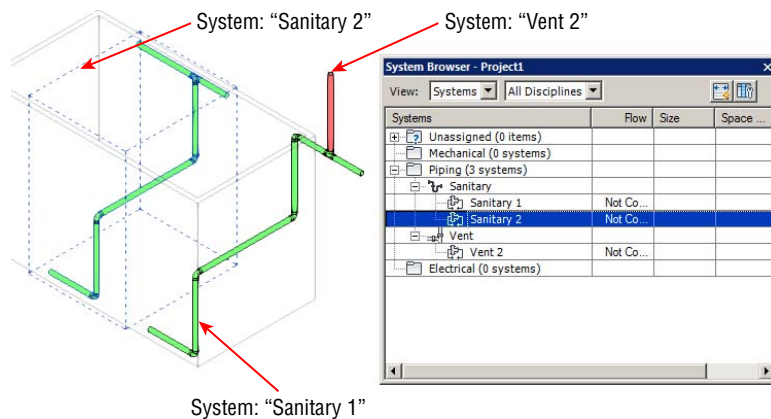 System: “Sanitary 2”
System: “Vent 2”
System Browser - Project1
View: Systems All Disciplines
Systems Flow Size Space ...
Unassigned (0 items)
Mechanical (0 systems)
Piping (3 systems)
Sanitary
Sanitary 1 Not Co...
Sanitary 2 Not Co...
Vent
Vent 2 Not Co...
Electrical (0 systems)
System: “Sanitary 1”